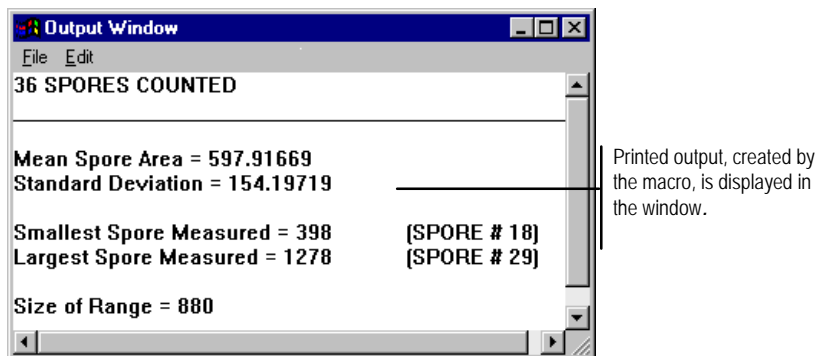 Output Window
File Edit
36 SPORES COUNTED
Mean Spore Area = 597.91669
Standard Deviation = 154.19719
Smallest Spore Measured = 398 (SPORE # 18)
Largest Spore Measured = 1278 (SPORE # 29)
Size of Range = 880
Printed output, created by
the macro, is displayed in
the window.